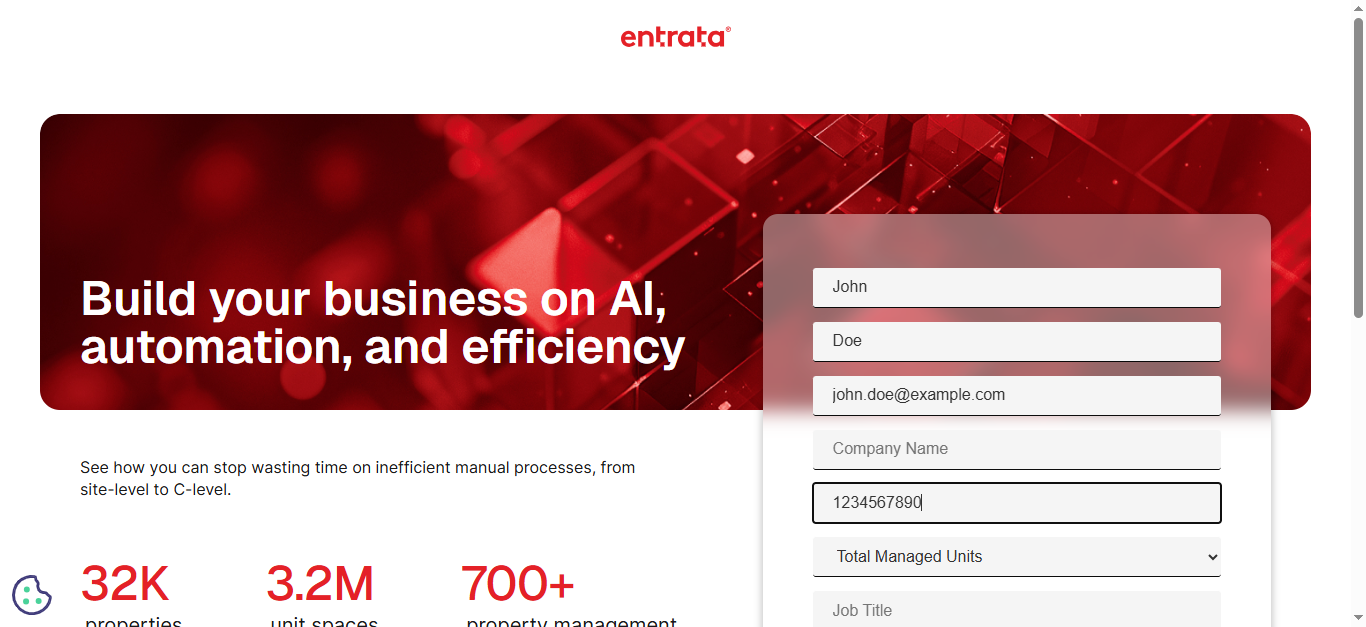 entrata®
Build your business on AI,
automation, and efficiency
John
Doe
john.doe@example.com
Company Name
1234567890
Total Managed Units
Job Title
See how you can stop wasting time on inefficient manual processes, from
site-level to C-level.
32K
properties
3.2M
unit spaces
700+
property management